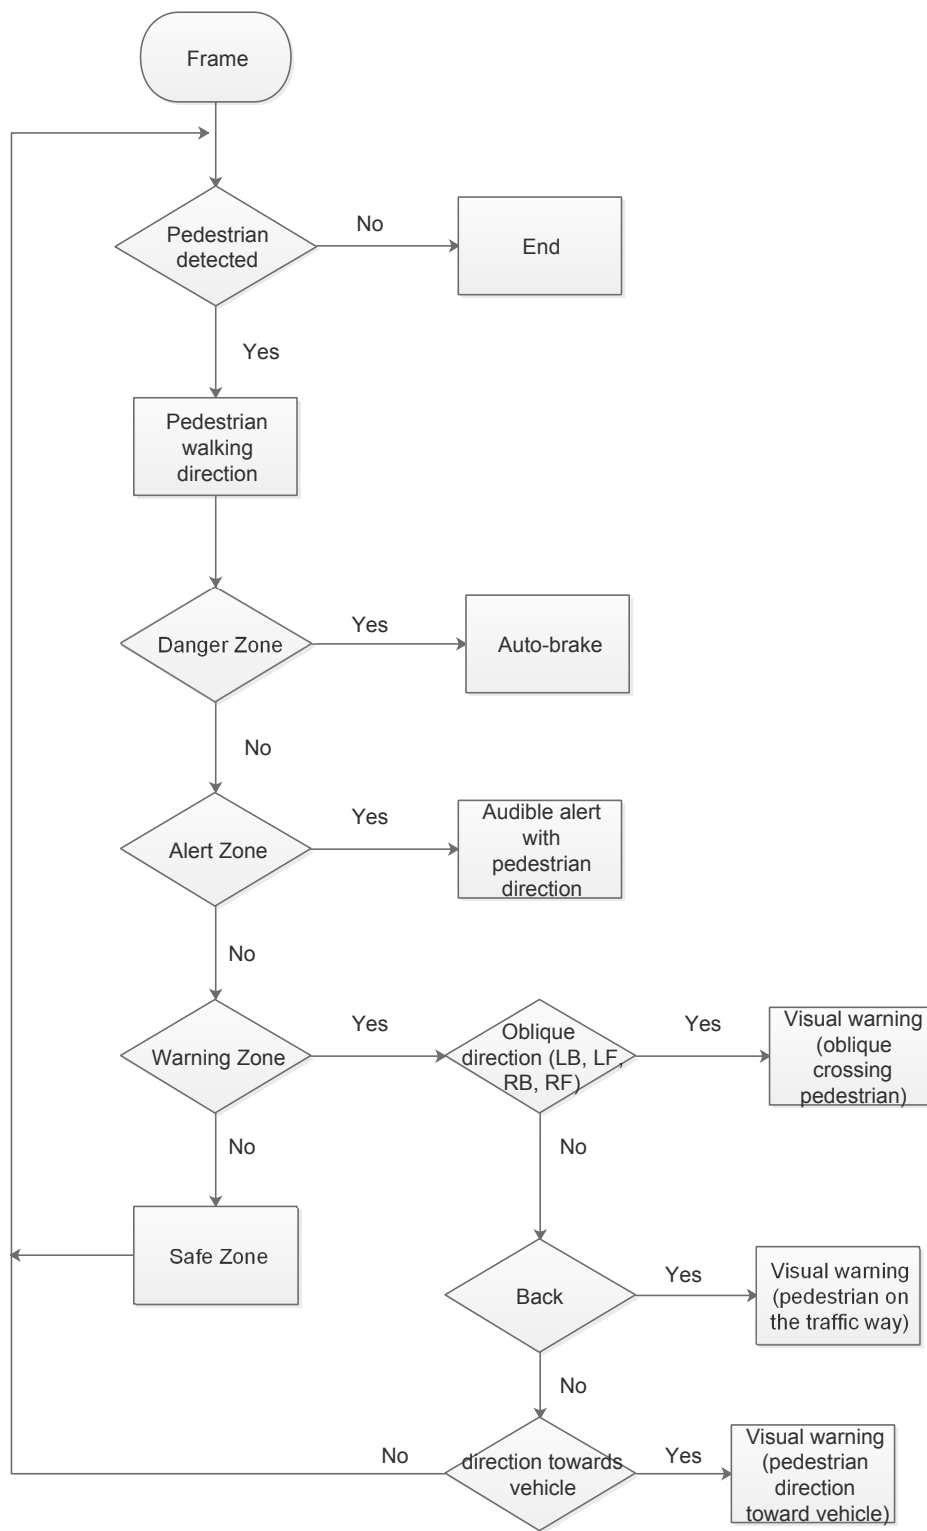 Frame
Pedestrian
detected
No
End
Yes
Pedestrian
walking
direction
Danger Zone
Yes
Auto-brake
No
Alert Zone
Yes
Audible alert
with
pedestrian
direction
No
Warning Zone
Yes
Oblique
direction (LB, LF,
RB, RF)
Yes
Visual warning
(oblique
crossing
pedestrian)
No
No
Safe Zone
Back
Yes
Visual warning
(pedestrian on
the traffic way)
No
No
direction towards
vehicle
Yes
Visual warning
(pedestrian
direction
toward vehicle)